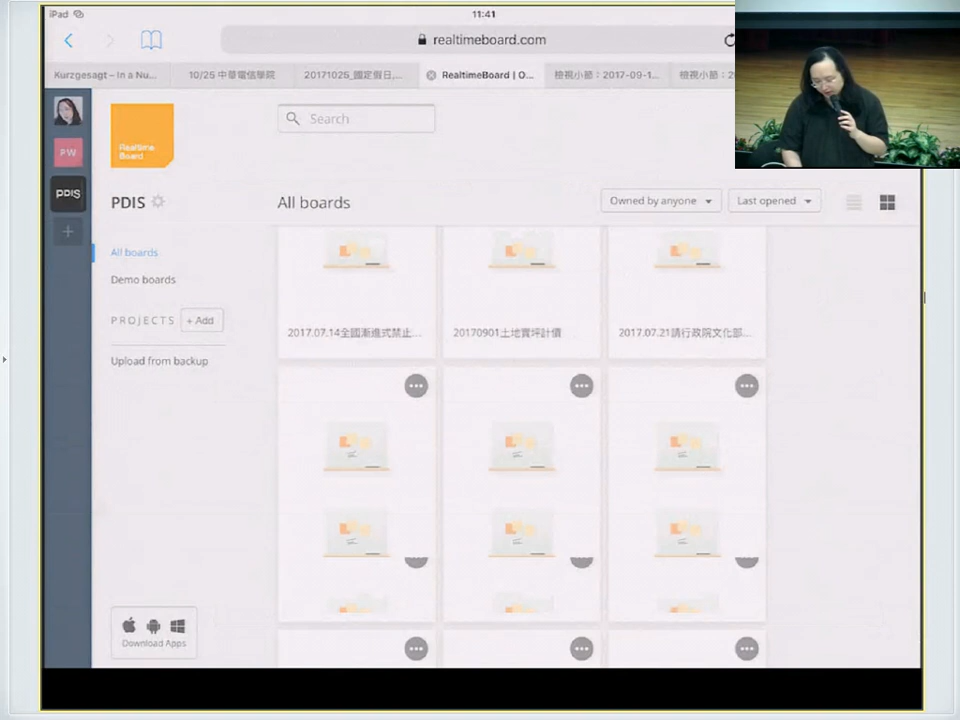 iPad
11:41
realtimeboard.com
Kurzgesagt – In a Nu...
10/25 中華電信學院
20171025_國定假日,...
RealtimeBoard | O...
檢視小節：2017-09-1...
檢視小節：2
Realtime
Board
Search
PW
PDIS
PDIS
All boards
Owned by anyone
Last opened
All boards
Demo boards
PROJECTS
+ Add
Upload from backup
2017.07.14全國漸進式禁止...
20170901土地實坪計價
2017.07.21請行政院文化部...
Download Apps